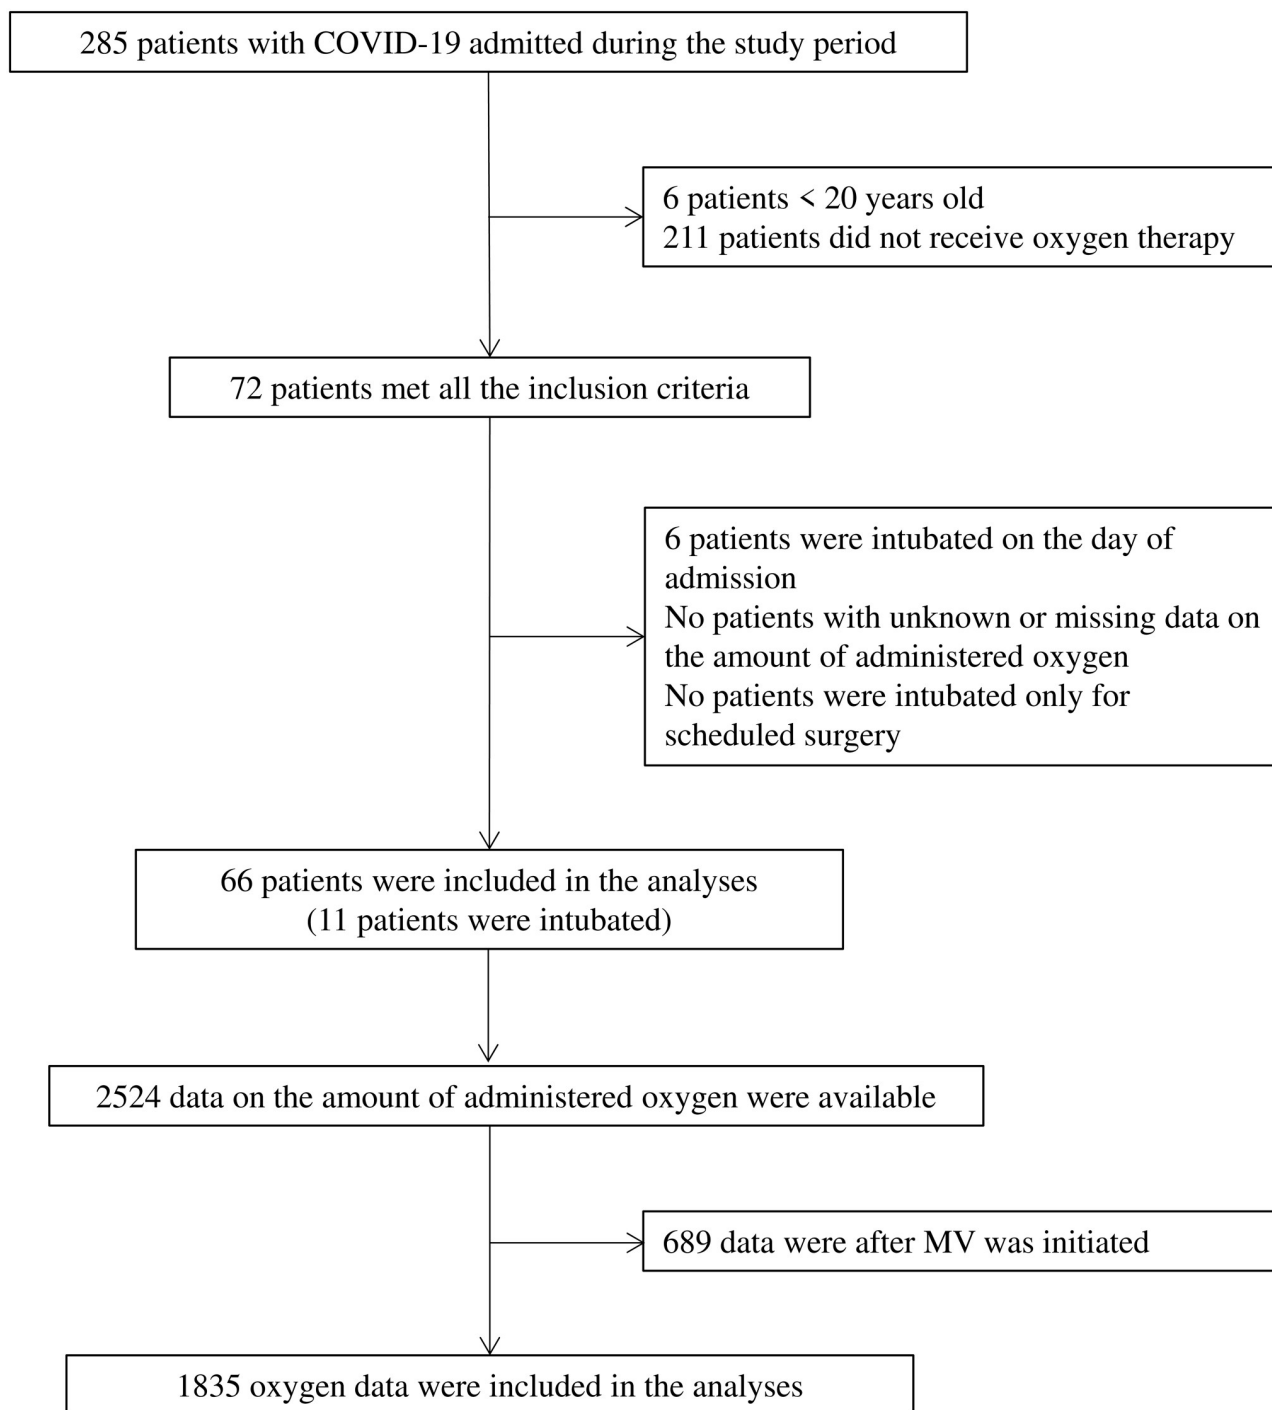 285 patients with COVID-19 admitted during the study period
6 patients < 20 years old
211 patients did not receive oxygen therapy
72 patients met all the inclusion criteria
6 patients were intubated on the day of
admission
No patients with unknown or missing data on
the amount of administered oxygen
No patients were intubated only for
scheduled surgery
66 patients were included in the analyses
(11 patients were intubated)
2524 data on the amount of administered oxygen were available
689 data were after MV was initiated
1835 oxygen data were included in the analyses